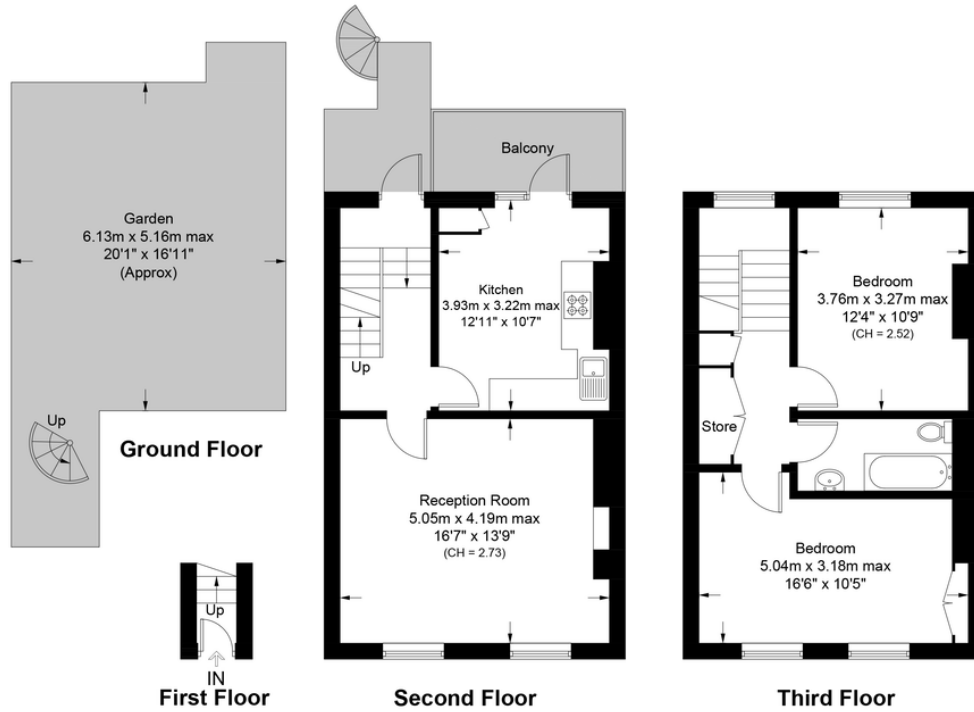 Garden
6.13m x 5.16m max
20'1" x 16'11"
(Approx)
Up
Ground Floor
Up
IN
First Floor
Balcony
Kitchen
3.93m x 3.22m max
12'11" x 10'7"
Up
Reception Room
5.05m x 4.19m max
16'7" x 13'9"
(CH = 2.73)
Second Floor
Bedroom
3.76m x 3.27m max
12'4" x 10'9"
(CH = 2.52)
Store
Bedroom
5.04m x 3.18m max
16'6" x 10'5"
Third Floor